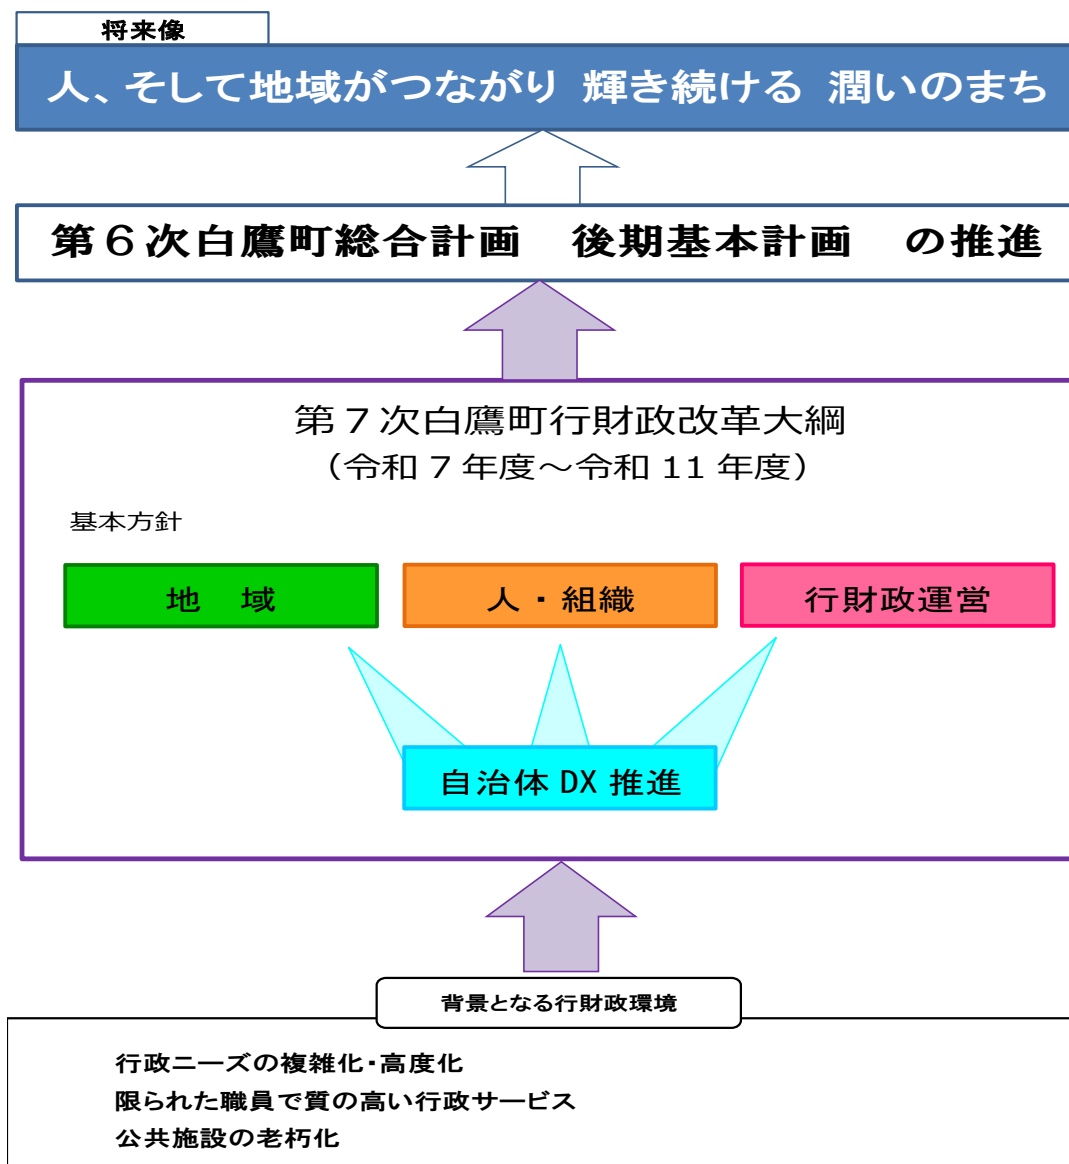 将来像
人、そして地域がつながり 輝き続ける 潤いのまち
第６次白鷹町総合計画　後期基本計画　の推進
第７次白鷹町行財政改革大綱
（令和 7 年度～令和 11 年度）
基本方針
地　域
人・組織
行財政運営
自治体 DX 推進
背景となる行財政環境
行政ニーズの複雑化・高度化
限られた職員で質の高い行政サービス
公共施設の老朽化